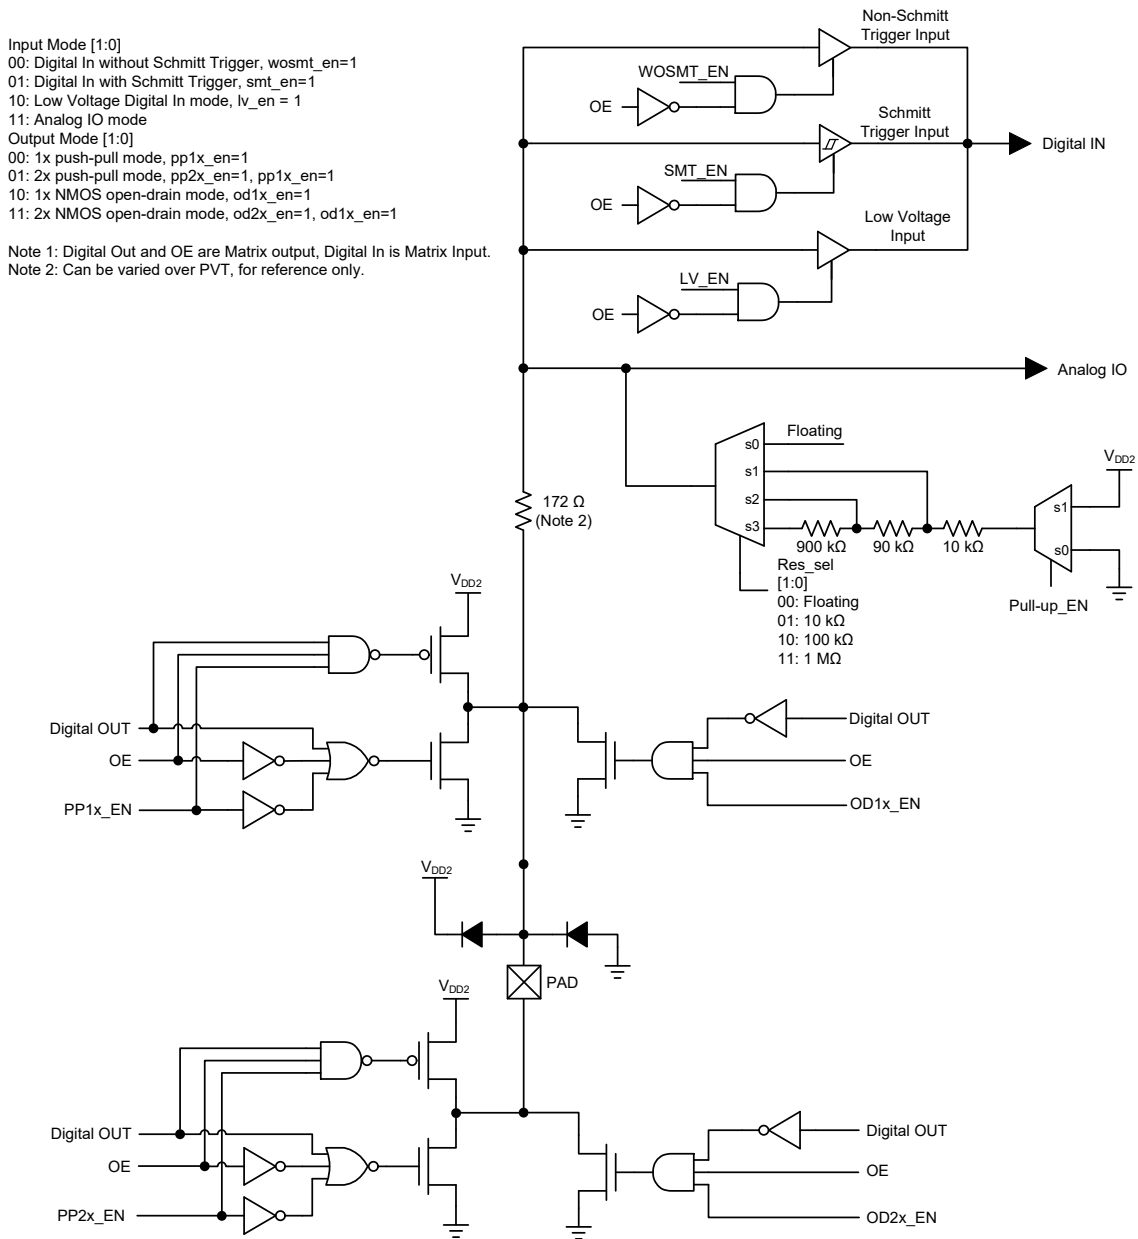 Input Mode [1:0]
00: Digital In without Schmitt Trigger, wosmt_en=1
01: Digital In with Schmitt Trigger, smt_en=1
10: Low Voltage Digital In mode, lv_en = 1
11: Analog IO mode
Output Mode [1:0]
00: 1x push-pull mode, pp1x_en=1
01: 2x push-pull mode, pp2x_en=1, pp1x_en=1
10: 1x NMOS open-drain mode, od1x_en=1
11: 2x NMOS open-drain mode, od2x_en=1, od1x_en=1
Note 1: Digital Out and OE are Matrix output, Digital In is Matrix Input.
Note 2: Can be varied over PVT, for reference only.
Non-Schmitt
Trigger Input
WOSMT_EN
OE
Schmitt
Trigger Input
Digital IN
SMT_EN
OE
Low Voltage
Input
LV_EN
OE
Analog IO
Floating
s0
s1
s2
s3
VDD2
s1
s0
172 Ω
(Note 2)
900 kΩ
90 kΩ
10 kΩ
Res_sel
[1:0]
00: Floating
01: 10 kΩ
10: 100 kΩ
11: 1 MΩ
Pull-up_EN
VDD2
Digital OUT
OE
PP1x_EN
Digital OUT
OE
OD1x_EN
VDD2
PAD
VDD2
Digital OUT
OE
PP2x_EN
Digital OUT
OE
OD2x_EN